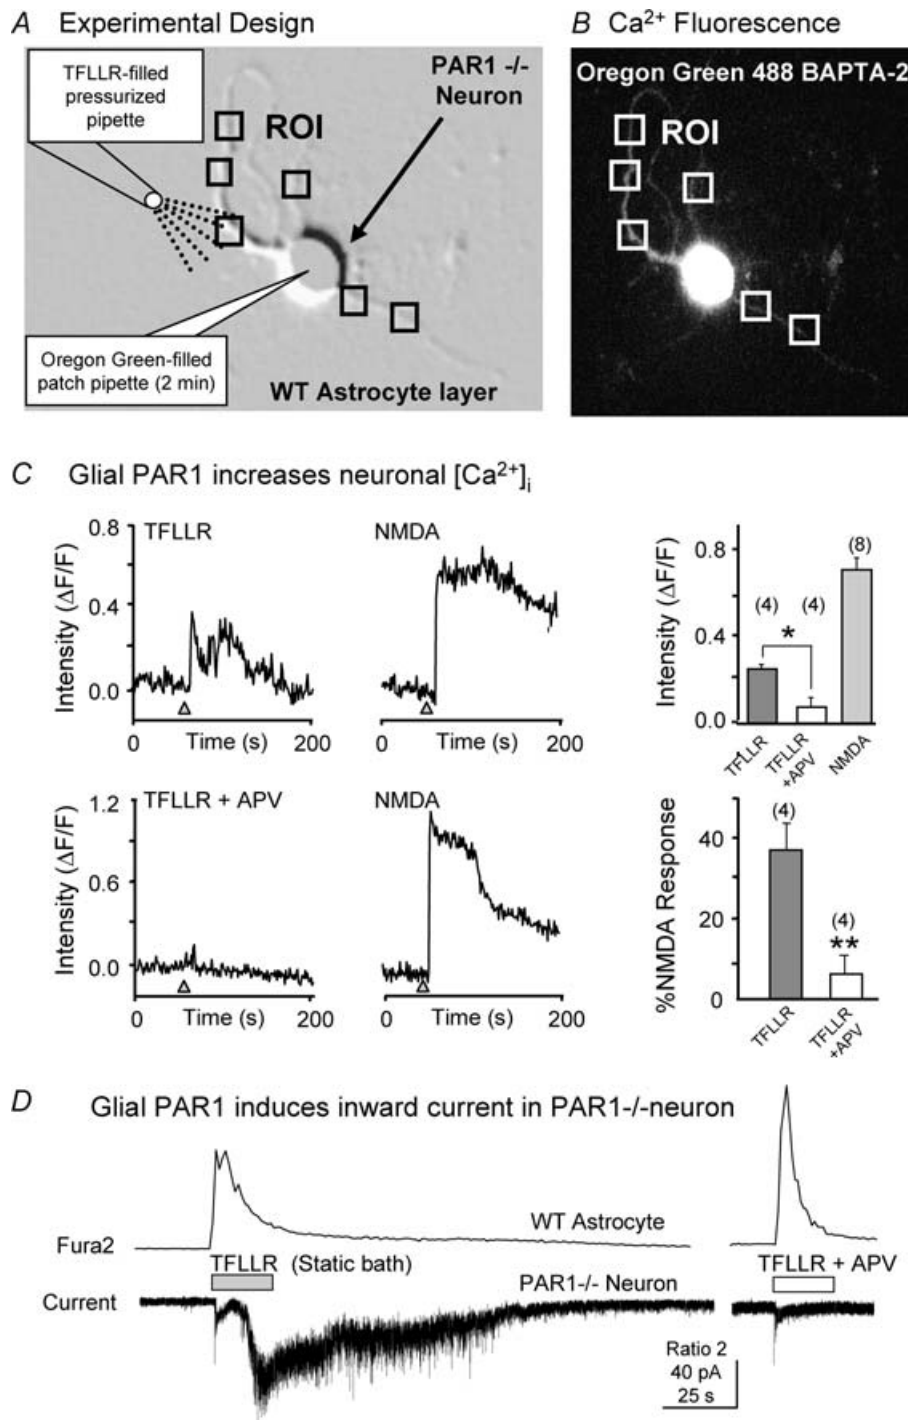 A Experimental Design
TFLLR-filled
pressurized
pipette
PAR1 -/-
Neuron
ROI
Oregon Green-filled
patch pipette (2 min)
WT Astrocyte layer
B Ca²⁺ Fluorescence
Oregon Green 488 BAPTA-2
ROI
C Glial PAR1 increases neuronal [Ca²⁺]ᵢ
TFLLR
Intensity (ΔF/F)
0.8
0.4
0.0
0
Time (s)
200
NMDA
0
Time (s)
200
Intensity (ΔF/F)
0.8
0.4
0.0
(4)
(4)
(8)
*
TFLLR
TFLLR
+APV
NMDA
TFLLR + APV
Intensity (ΔF/F)
1.2
0.6
0.0
0
Time (s)
200
NMDA
0
Time (s)
200
%NMDA Response
40
20
0
(4)
(4)
**
TFLLR
TFLLR
+APV
D Glial PAR1 induces inward current in PAR1-/-neuron
WT Astrocyte
Fura2
TFLLR (Static bath)
TFLLR + APV
PAR1-/- Neuron
Current
Ratio 2
40 pA
25 s